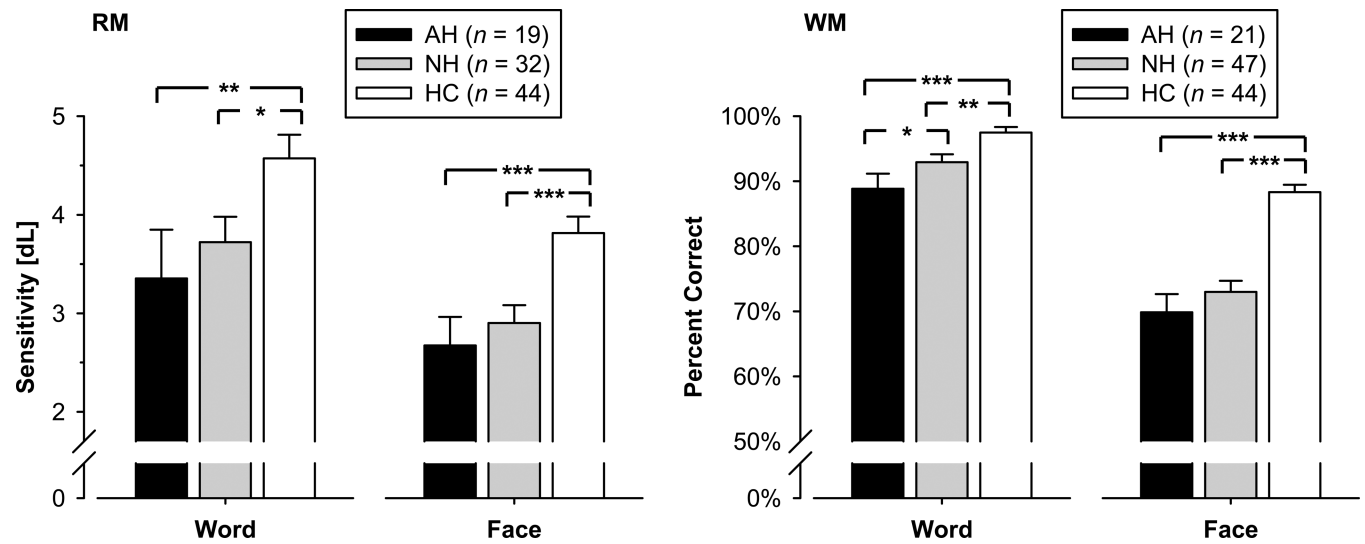 RM
AH (n = 19)
NH (n = 32)
HC (n = 44)
**
*
***
***
5
4
3
2
0
Sensitivity [dL]
Word
Face
WM
AH (n = 21)
NH (n = 47)
HC (n = 44)
***
**
*
***
***
100%
90%
80%
70%
60%
50%
0%
Percent Correct
Word
Face